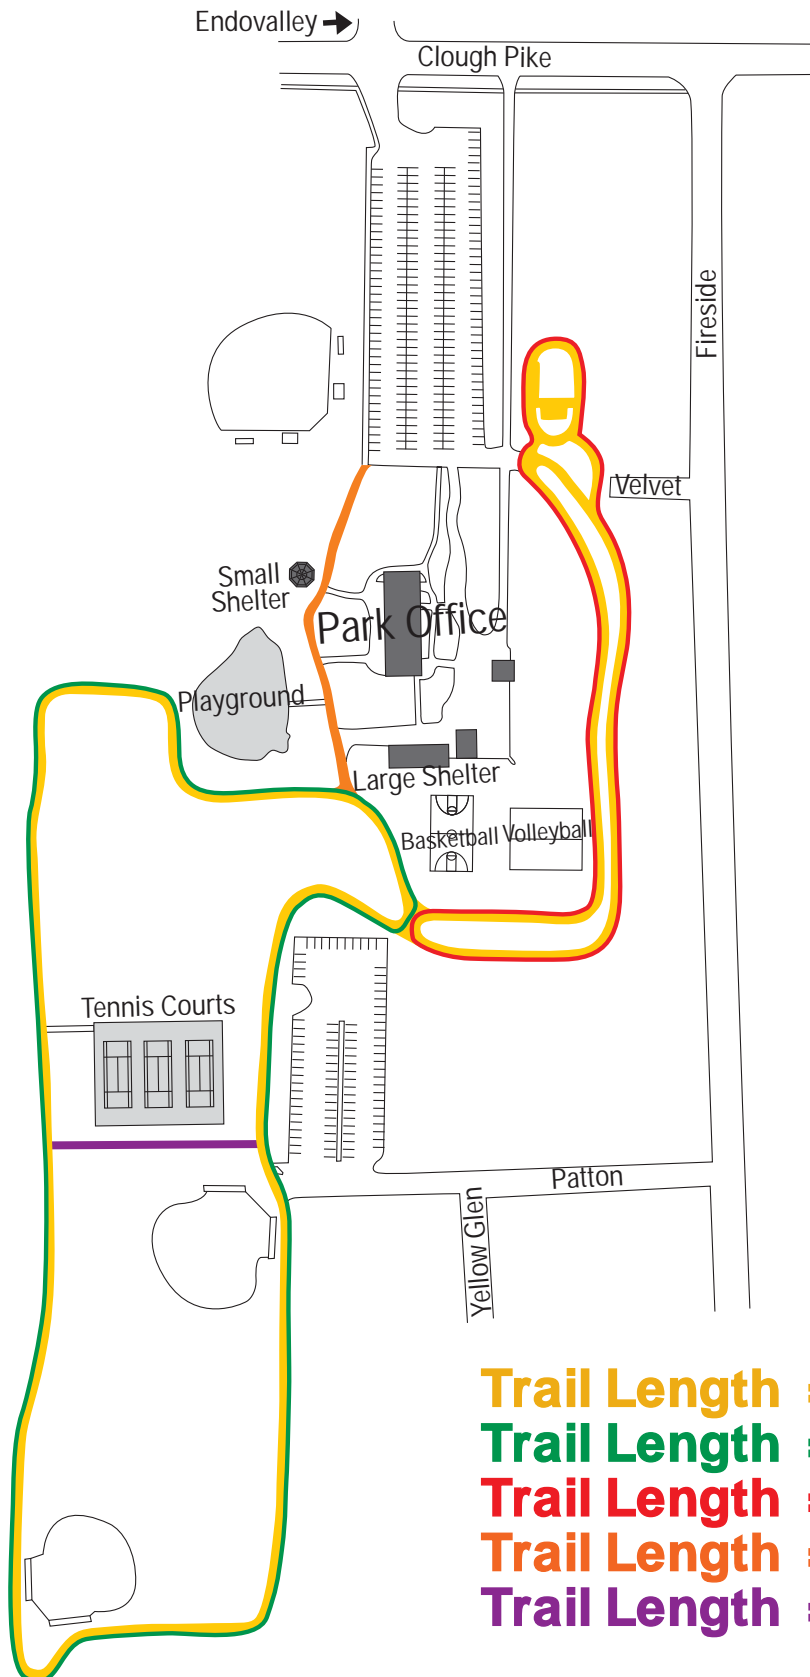 Endovalley
Clough Pike
Fireside
Velvet
Small
Shelter
Park Office
Playground
Large Shelter
Basketball
Volleyball
Tennis Courts
Patton
Yellow Glen
Trail Length =
Trail Length =
Trail Length =
Trail Length =
Trail Length =